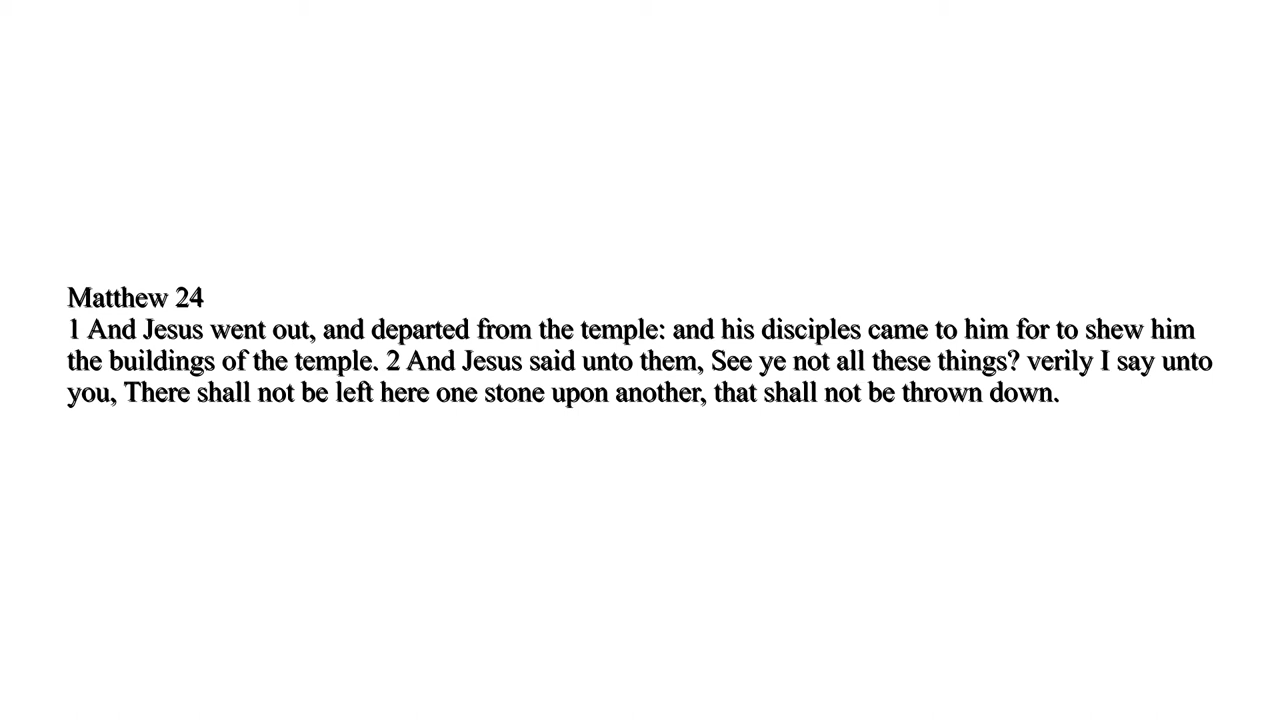 Matthew 24
1 And Jesus went out, and departed from the temple: and his disciples came to him for to shew him
the buildings of the temple. 2 And Jesus said unto them, See ye not all these things? verily I say unto
you, There shall not be left here one stone upon another, that shall not be thrown down.